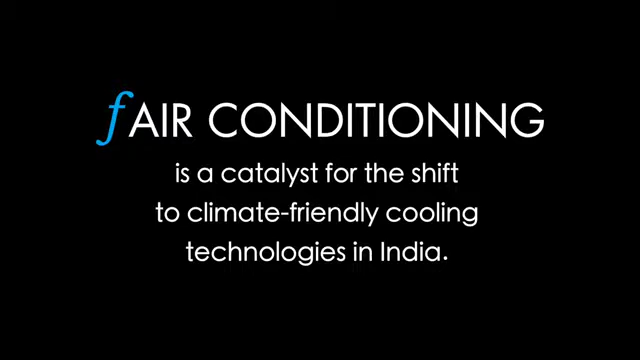 fAIR CONDITIONING
is a catalyst for the shift
to climate-friendly cooling
technologies in India.